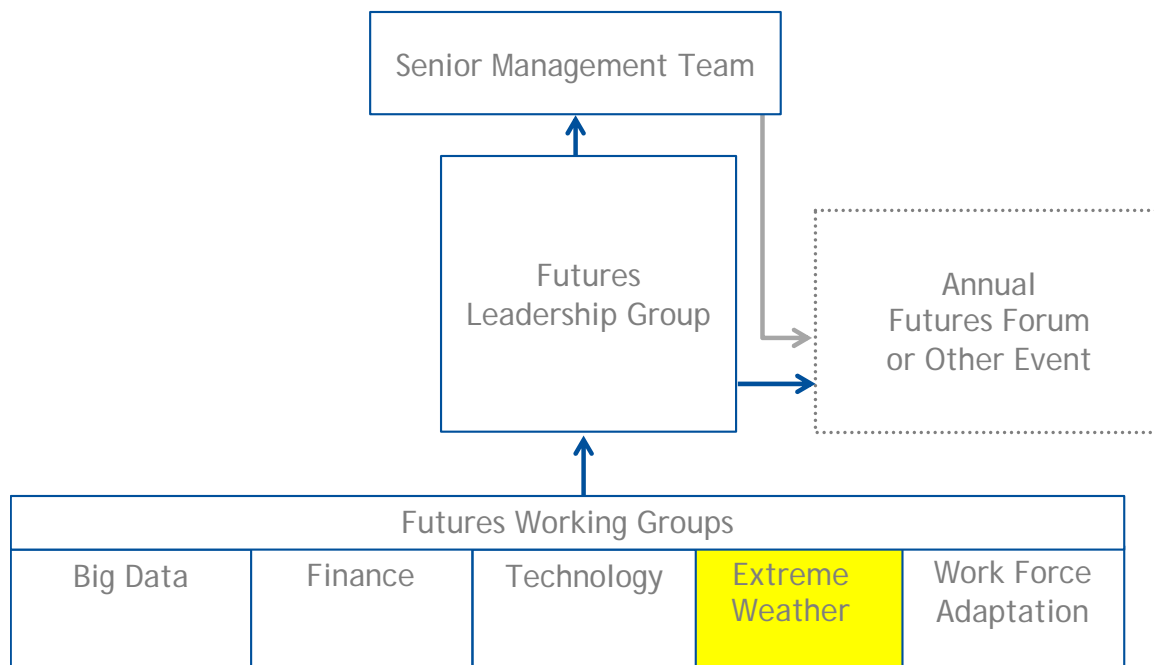 Senior Management Team
Futures
Leadership Group
Annual
Futures Forum
or Other Event
Futures Working Groups
Big Data
Finance
Technology
Extreme
Weather
Work Force
Adaptation